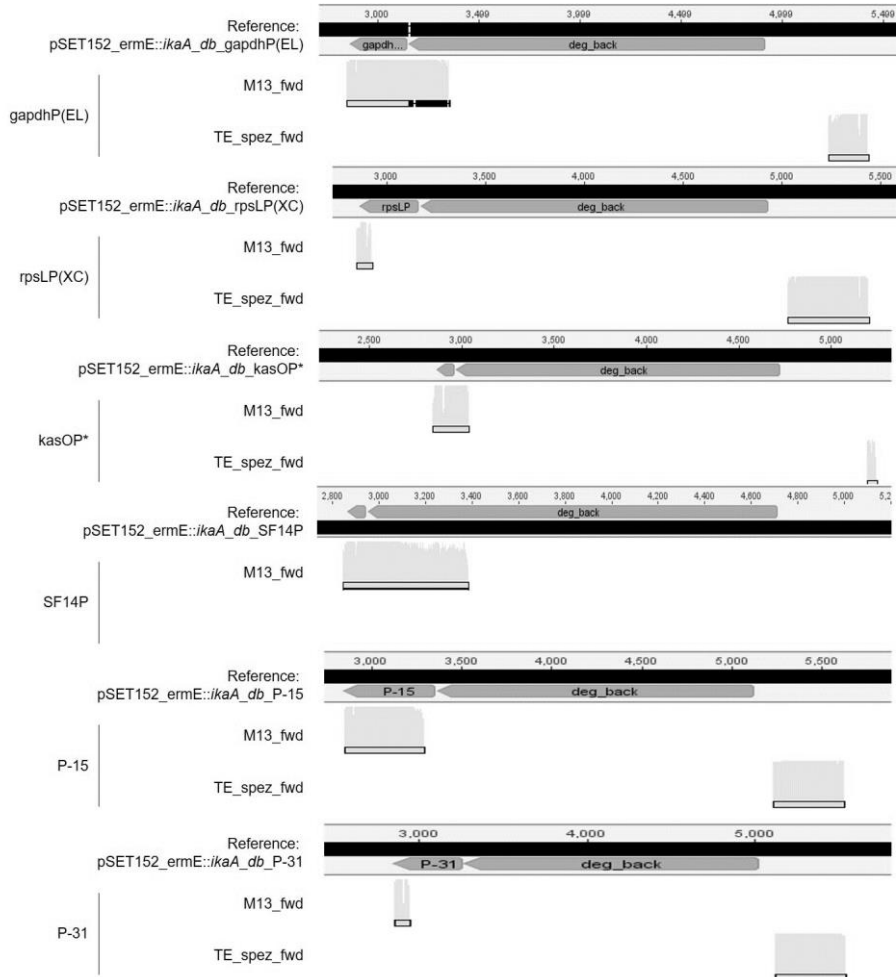 3,000 3,499 3,999 4,499 4,999 5,499
Reference:
pSET152_ermE::ikaA_db_gapdhP(EL)
gapdh... deg_back
M13_fwd
gapdhP(EL)
TE_spez_fwd
3,000 3,500 4,000 4,500 5,000 5,500
Reference:
pSET152_ermE::ikaA_db_rpsLP(XC)
rpsLP deg_back
M13_fwd
rpsLP(XC)
TE_spez_fwd
2,500 3,000 3,500 4,000 4,500 5,000
Reference:
pSET152_ermE::ikaA_db_kasOP*
deg_back
M13_fwd
kasOP*
TE_spez_fwd
2,800 3,000 3,200 3,400 3,600 3,800 4,000 4,200 4,400 4,600 4,800 5,000 5,2
Reference:
deg_back
pSET152_ermE::ikaA_db_SF14P
M13_fwd
SF14P
3,000 3,500 4,000 4,500 5,000 5,500
Reference:
pSET152_ermE::ikaA_db_P-15
P-15 deg_back
M13_fwd
P-15
TE_spez_fwd
3,000 4,000 5,000
Reference:
pSET152_ermE::ikaA_db_P-31
P-31 deg_back
M13_fwd
P-31
TE_spez_fwd